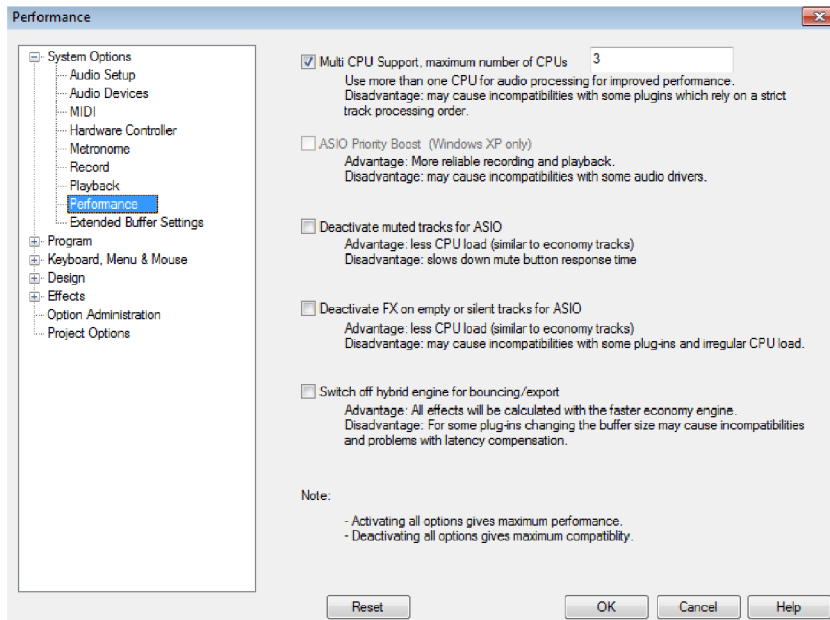 Performance
System Options
Audio Setup
Audio Devices
MIDI
Hardware Controller
Metronome
Record
Playback
Performance
Extended Buffer Settings
Program
Keyboard, Menu & Mouse
Design
Effects
Option Administration
Project Options
Multi CPU Support, maximum number of CPUs 3
Use more than one CPU for audio processing for improved performance.
Disadvantage: may cause incompatibilities with some plugins which rely on a strict
track processing order.
ASIO Priority Boost (Windows XP only)
Advantage: More reliable recording and playback.
Disadvantage: may cause incompatibilities with some audio drivers.
Deactivate muted tracks for ASIO
Advantage: less CPU load (similar to economy tracks)
Disadvantage: slows down mute button response time
Deactivate FX on empty or silent tracks for ASIO
Advantage: less CPU load (similar to economy tracks)
Disadvantage: may cause incompatibilities with some plug-ins and irregular CPU load.
Switch off hybrid engine for bouncing/export
Advantage: All effects will be calculated with the faster economy engine.
Disadvantage: For some plug-ins changing the buffer size may cause incompatibilities
and problems with latency compensation.
Note:
- Activating all options gives maximum performance.
- Deactivating all options gives maximum compatiblity.
Reset OK Cancel Help